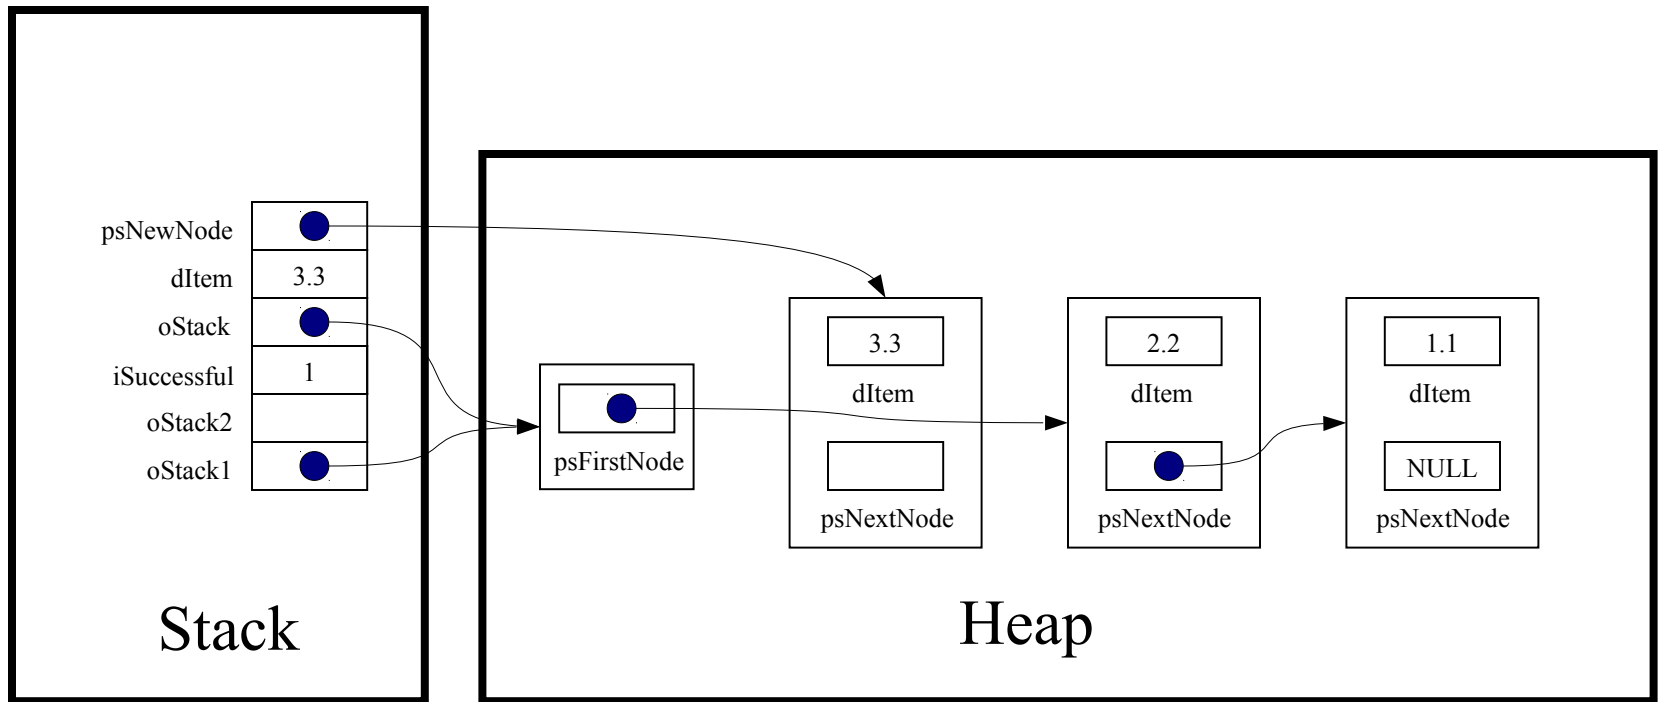 psNewNode
dItem 3.3
oStack
iSuccessful 1
oStack2
oStack1
Stack
psFirstNode
3.3
dItem
psNextNode
2.2
dItem
psNextNode
1.1
dItem
NULL
psNextNode
Heap